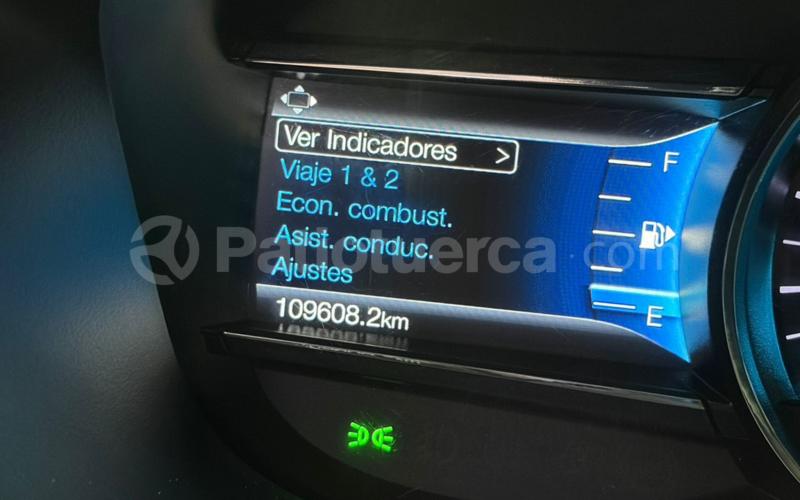 Ver Indicadores >
Viaje 1 & 2
Econ. combust.
Asist. conduc.
Ajustes
109608.2km
F
E
Patiotuerca.com